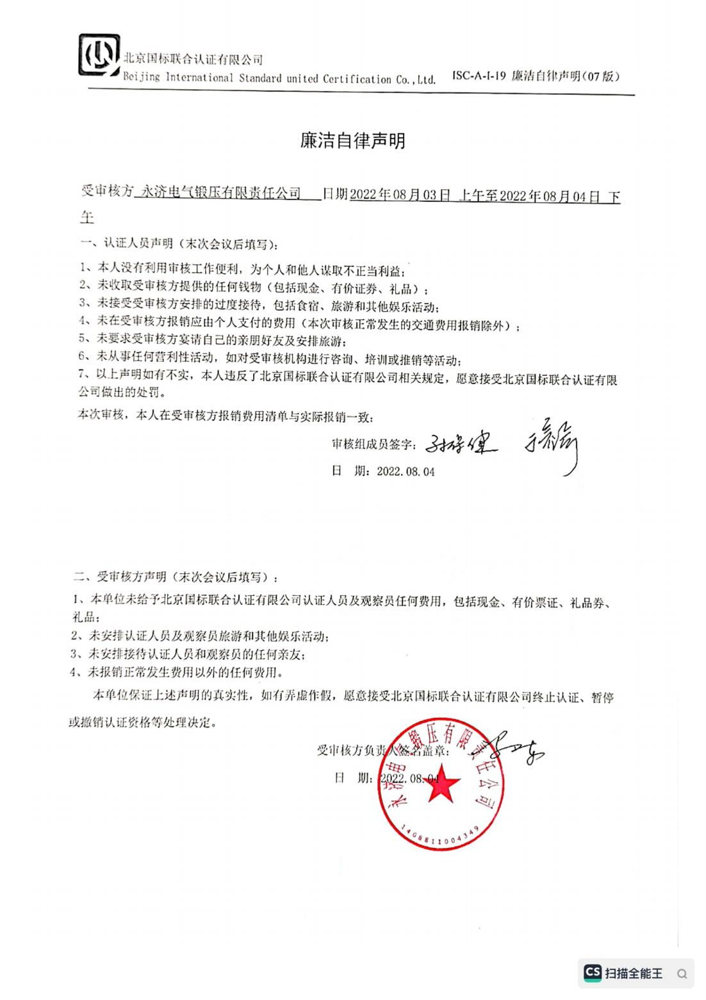 北京国标联合认证有限公司
Beijing International Standard united Certification Co.,Ltd.    ISC-A-I-19 廉洁自律声明(07版)
廉洁自律声明
受审核方 永济电气锻压有限责任公司 日期2022年08月03日 上午至2022年08月04日 下
午
一、认证人员声明（末次会议后填写）：
1、本人没有利用审核工作便利，为个人和他人谋取不正当利益；
2、未收取受审核方提供的任何钱物（包括现金、有价证券、礼品）；
3、未接受受审核方安排的过度接待，包括食宿、旅游和其他娱乐活动；
4、未在受审核方报销应由个人支付的费用（本次审核正常发生的交通费用报销除外）；
5、未要求受审核方宴请自己的亲朋好友及安排旅游；
6、未从事任何营利性活动，如对受审核机构进行咨询、培训或推销等活动；
7、以上声明如有不实，本人违反了北京国标联合认证有限公司相关规定，愿意接受北京国标联合认证有限
公司做出的处罚。
本次审核，本人在受审核方报销费用清单与实际报销一致：
审核组成员签字：
日 期：2022.08.04
二、受审核方声明（末次会议后填写）：
1、本单位未给予北京国标联合认证有限公司认证人员及观察员任何费用，包括现金、有价票证、礼品券、
礼品；
2、未安排认证人员及观察员旅游和其他娱乐活动；
3、未安排接待认证人员和观察员的任何亲友；
4、未报销正常发生费用以外的任何费用。
本单位保证上述声明的真实性，如有弄虚作假，愿意接受北京国标联合认证有限公司终止认证、暂停
或撤销认证资格等处理决定。
受审核方负责人签名盖章：
日 期：2022.08.04
永济电气锻压有限责任公司
1408811004349
CS 扫描全能王